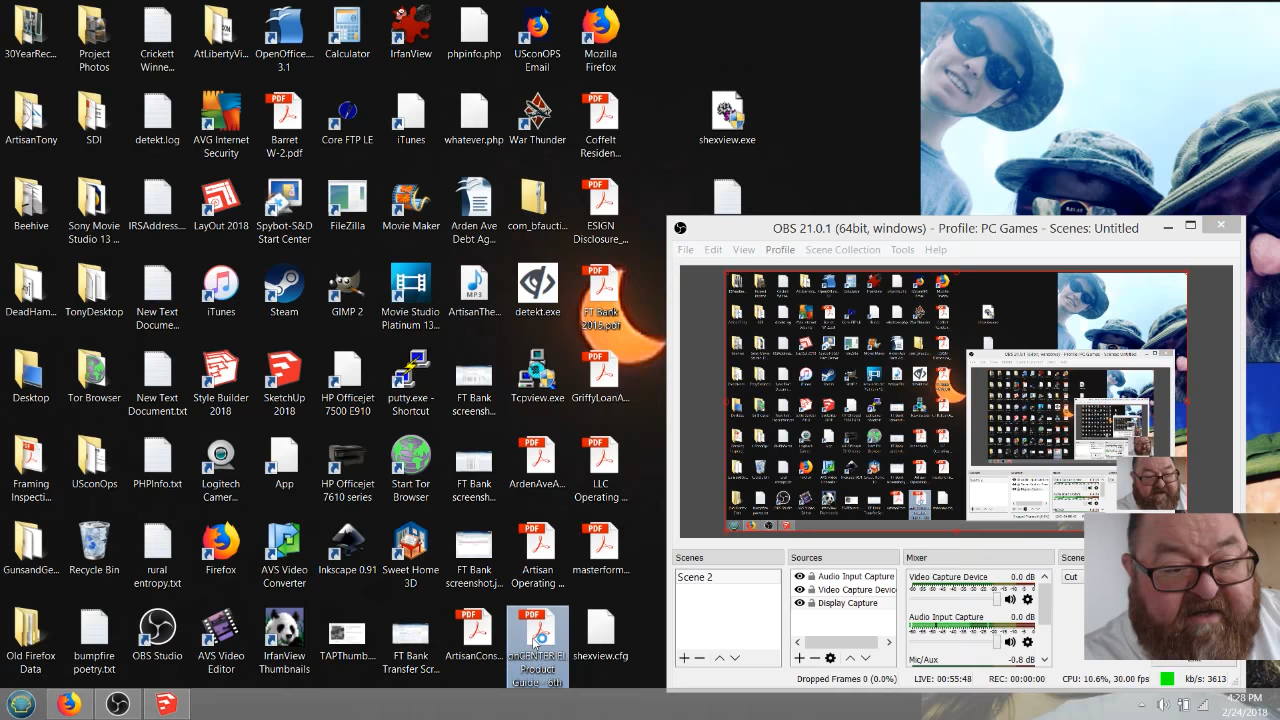 30YearRec...
Project
Photos
Crickett
Winne...
AtLibertyVi...
OpenOffice....
3.1
Calculator
IrfanView
phpinfo.php
USconOPS
Email
Mozilla
Firefox
ArtisanTony
SDI
detekt.log
AVG Internet
Security
Barret
W-2.pdf
Core FTP LE
iTunes
whatever.php
War Thunder
Coffelt
Residen...
shexview.exe
Beehive
Sony Movie
Studio 13 ...
IRSAddress...
LayOut 2018
Spybot-S&D
Start Center
FileZilla
Movie Maker
Arden Ave
Debt Ag...
com_bfaucti...
ESIGN
Disclosure_...
DeadHam...
TonyDesktop
New Text
Docume...
iTunes
Steam
GIMP 2
Movie Studio
Platinum 13...
ArtisanThe...
detekt.exe
FT Bank
2015.pdf
Desktop
Tor Browser
New Text
Document.txt
Style Builder
2018
SketchUp
2018
HP Officejet
7500 E910
putty.exe -
Shortcut
FT Bank
screensh...
Tcpview.exe
GriffyLoanA...
Framing
Inspecti...
USconOps
PHPInfo.txt
Logitech
Camer...
App
HP Officejet
7610 series
Start Tor
Browser
FT Bank
screensh...
ArdenAveA...
LLC
Operating ...
GunsandGe...
Recycle Bin
rural
entropy.txt
Firefox
AVS Video
Converter
Inkscape 0.91
Sweet Home
3D
FT Bank
screenshot.j...
Artisan
Operating ...
masterform...
Old Firefox
Data
bumpfire
poetry.txt
OBS Studio
AVS Video
Editor
IrfanView
Thumbnails
VPThumb...
FT Bank
Transfer Scr...
ArtisanCons...
onCENTER EI
Product
Guide - 6th
shexview.cfg
OBS 21.0.1 (64bit, windows) - Profile: PC Games - Scenes: Untitled
File Edit View Profile Scene Collection Tools Help
Scenes
Scene 2
Sources
Audio Input Capture
Video Capture Devic
Display Capture
Mixer
Video Capture Device 0.0 dB
Audio Input Capture 0.0 dB
Mic/Aux -0.8 dB
Scene
Cut
Dropped Frames 0 (0.0%)
REC: 00:00:00
CPU: 10.6%, 30.00 fps
4:28 PM
2/24/2018